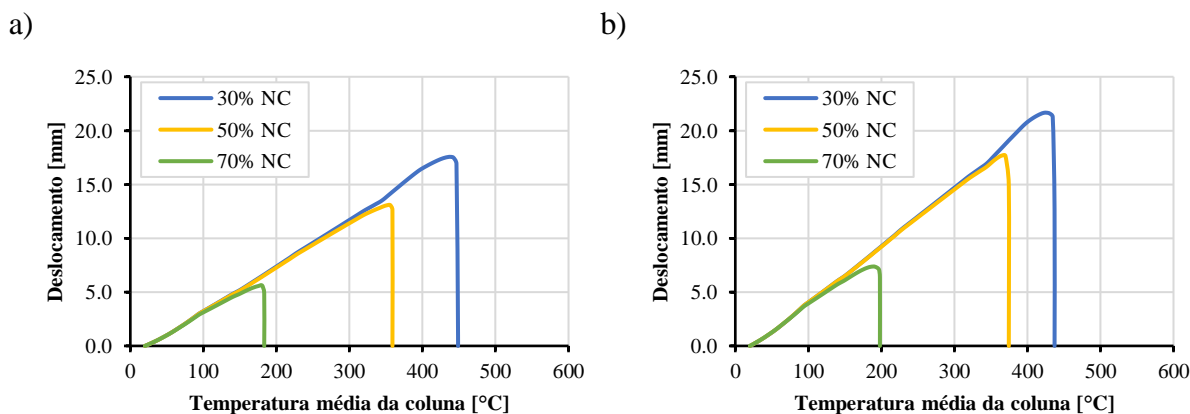 a)
25.0
20.0
15.0
10.0
5.0
0.0
Deslocamento [mm]
30% NC
50% NC
70% NC
0 100 200 300 400 500 600
Temperatura média da coluna [°C]
b)
25.0
20.0
15.0
10.0
5.0
0.0
Deslocamento [mm]
30% NC
50% NC
70% NC
0 100 200 300 400 500 600
Temperatura média da coluna [°C]